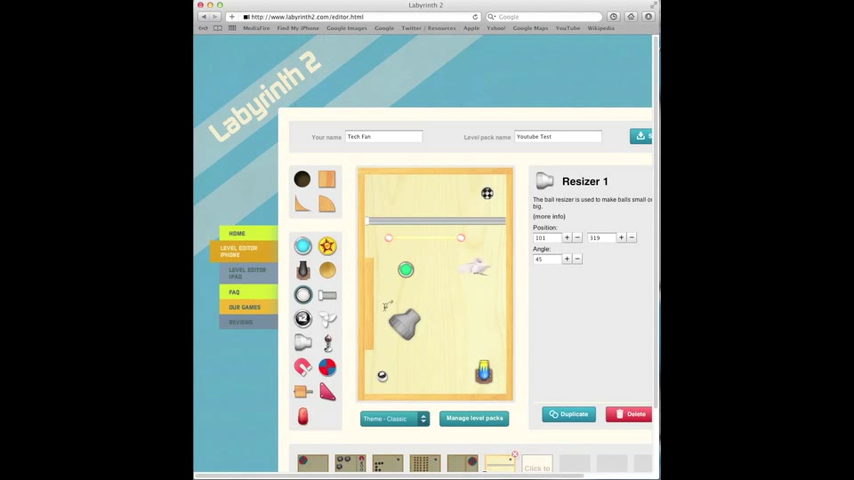 Labyrinth 2
http://www.labyrinth2.com/editor.html
Google
MediaFire Find My iPhone Google Images Google Twitter / Resources Apple Yahoo! Google Maps YouTube Wikipedia
Labyrinth 2
Your name Tech Fan Level pack name Youtube Test
Resizer 1
The ball resizer is used to make balls small o
big.
(more info)
Position:
101 319
Angle:
45
HOME
LEVEL EDITOR
IPHONE
LEVEL EDITOR
IPAD
FAQ
OUR GAMES
REVIEWS
x2
Theme - Classic Manage level packs Duplicate Delete
Click to